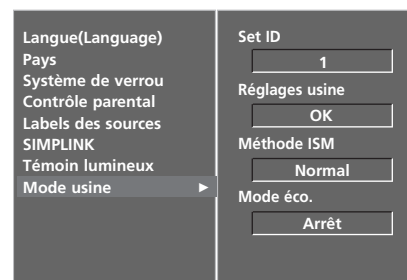 Langue(Language)
Pays
Système de verrou
Contrôle parental
Labels des sources
SIMPLINK
Témoin lumineux
Mode usine ►
Set ID
1
Réglages usine
OK
Méthode ISM
Normal
Mode éco.
Arrêt